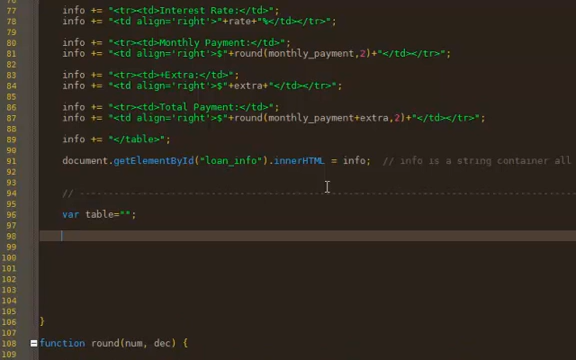 77 info += "<tr><td>Interest Rate:</td>";
78 info += "<td align='right'>"+rate+"%</td></tr>";
79
80 info += "<tr><td>Monthly Payment:</td>";
81 info += "<td align='right'>$"+round(monthly_payment,2)+"</td></tr>";
82
83 info += "<tr><td>+Extra:</td>";
84 info += "<td align='right'>$"+extra+"</td></tr>";
85
86 info += "<tr><td>Total Payment:</td>";
87 info += "<td align='right'>$"+round(monthly_payment+extra,2)+"</td></tr>";
88
89 info += "</table>";
90
91 document.getElementById("loan_info").innerHTML = info; // info is a string container all
92
93
94 // --------------------------------------------------------------------------
95
96 var table="";
97
98
99
100
101
102
103
104
105
106 }
107
108 function round(num, dec) {
109